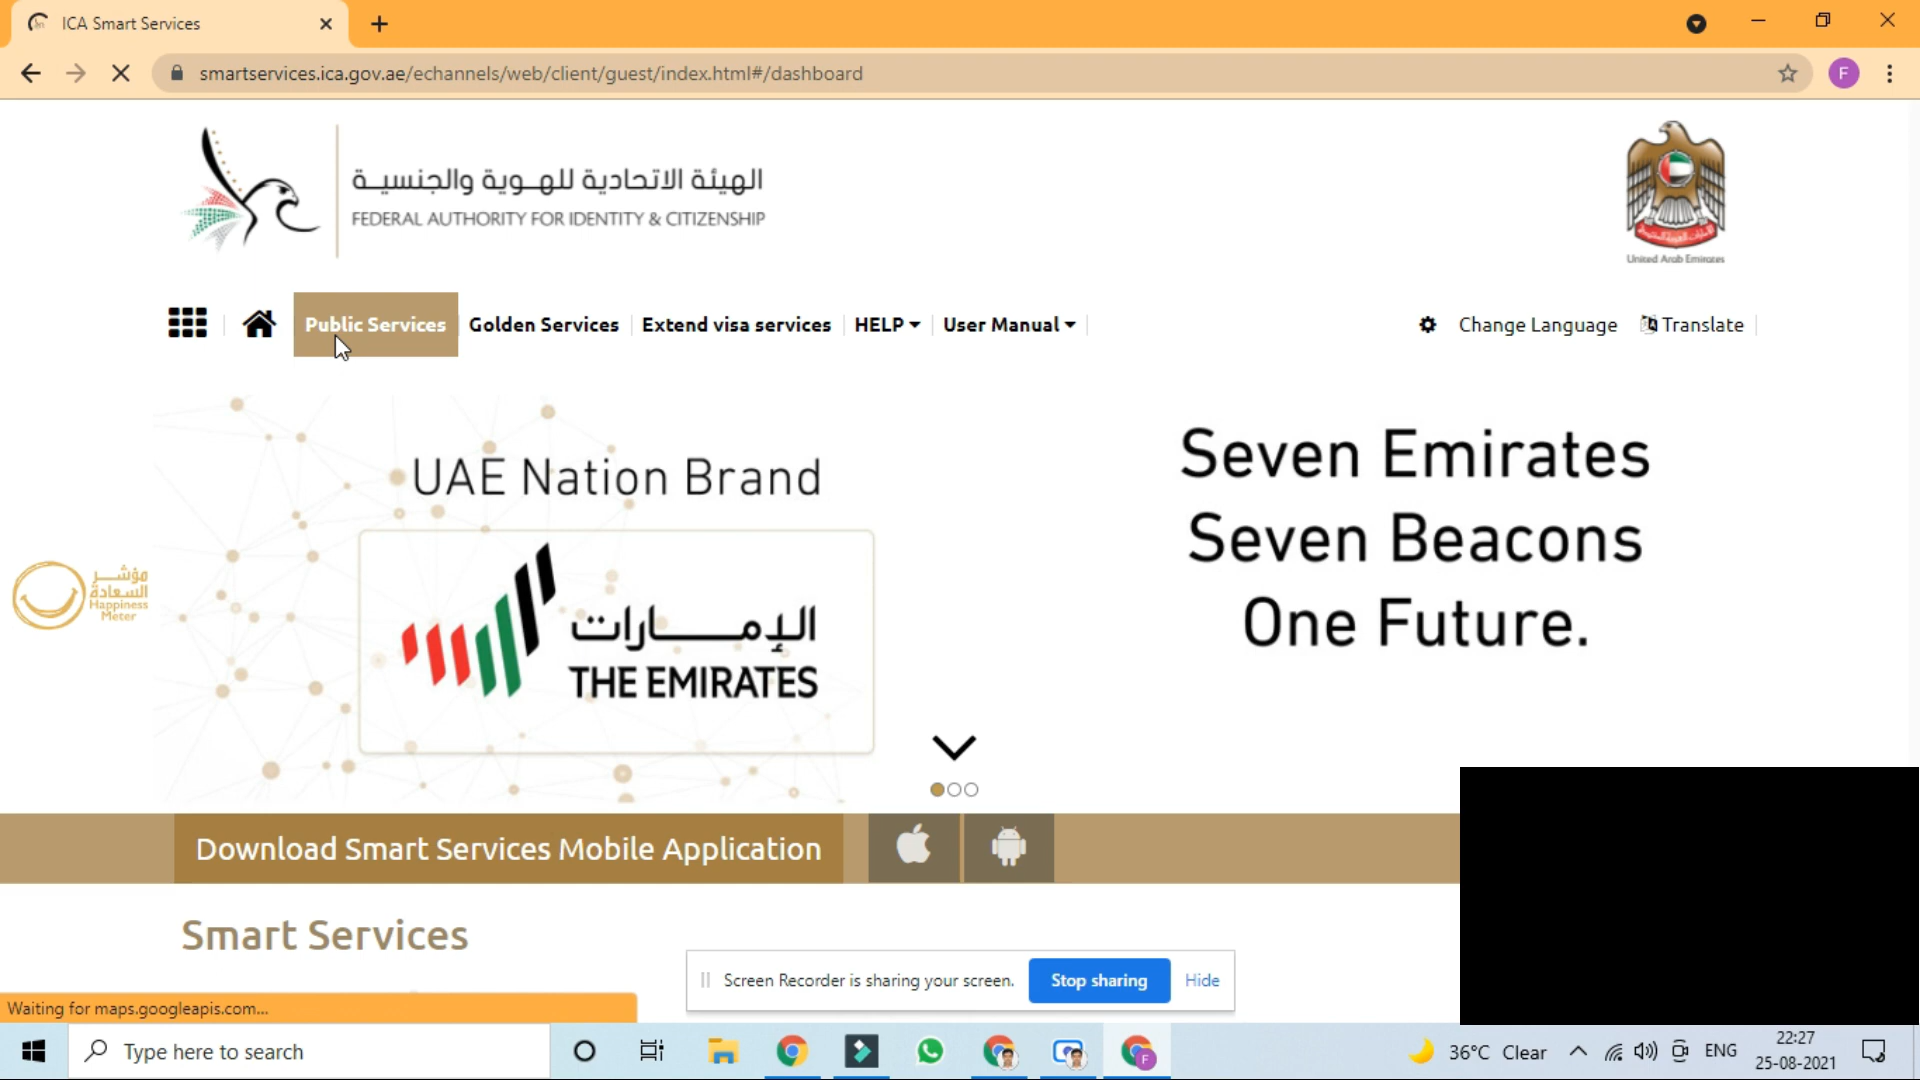 ICA Smart Services
smartservices.ica.gov.ae/echannels/web/client/guest/index.html#/dashboard
F
الهيئة الاتحادية للهوية والجنسية
FEDERAL AUTHORITY FOR IDENTITY & CITIZENSHIP
United Arab Emirates
Public Services
Golden Services
Extend visa services
HELP
User Manual
Change Language
Translate
UAE Nation Brand
الإمارات
THE EMIRATES
Seven Emirates
Seven Beacons
One Future.
مؤشر
السعادة
Happiness
Meter
Download Smart Services Mobile Application
Smart Services
Screen Recorder is sharing your screen.
Stop sharing
Hide
Waiting for maps.googleapis.com...
Type here to search
F
36°C Clear
ENG
22:27
25-08-2021